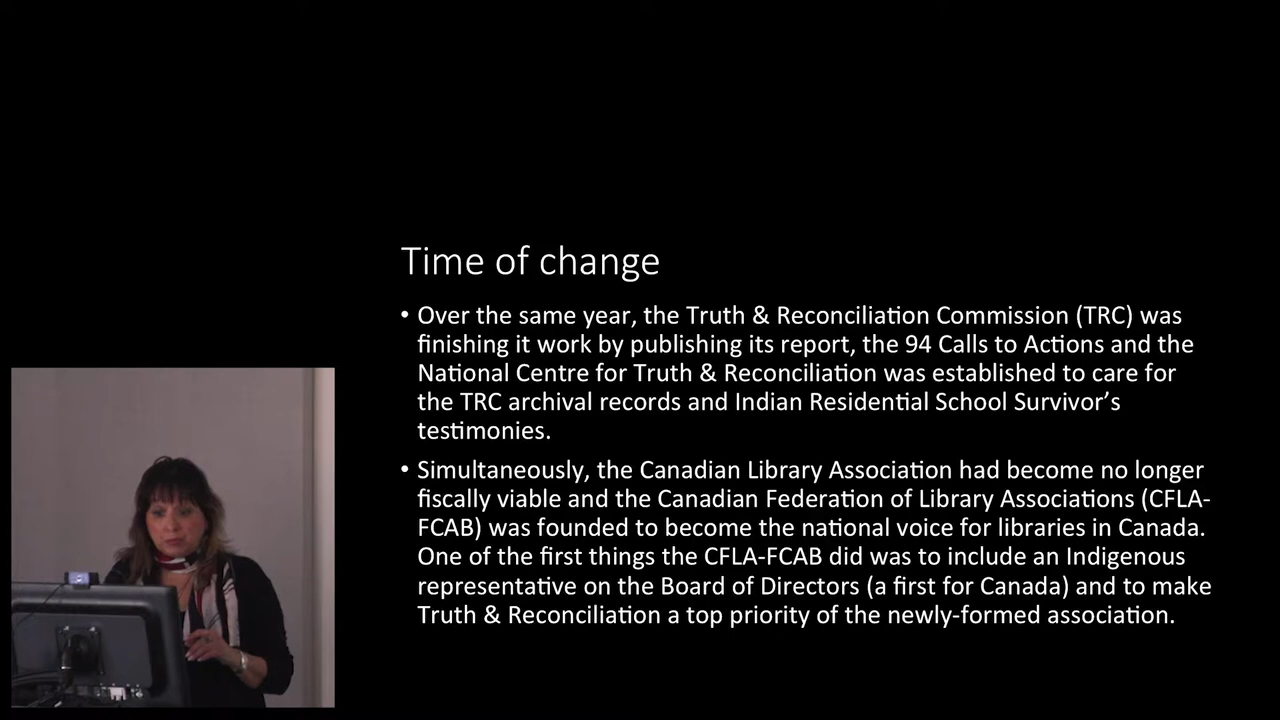 Time of change
• Over the same year, the Truth & Reconciliation Commission (TRC) was
finishing it work by publishing its report, the 94 Calls to Actions and the
National Centre for Truth & Reconciliation was established to care for
the TRC archival records and Indian Residential School Survivor’s
testimonies.
• Simultaneously, the Canadian Library Association had become no longer
fiscally viable and the Canadian Federation of Library Associations (CFLA-
FCAB) was founded to become the national voice for libraries in Canada.
One of the first things the CFLA-FCAB did was to include an Indigenous
representative on the Board of Directors (a first for Canada) and to make
Truth & Reconciliation a top priority of the newly-formed association.